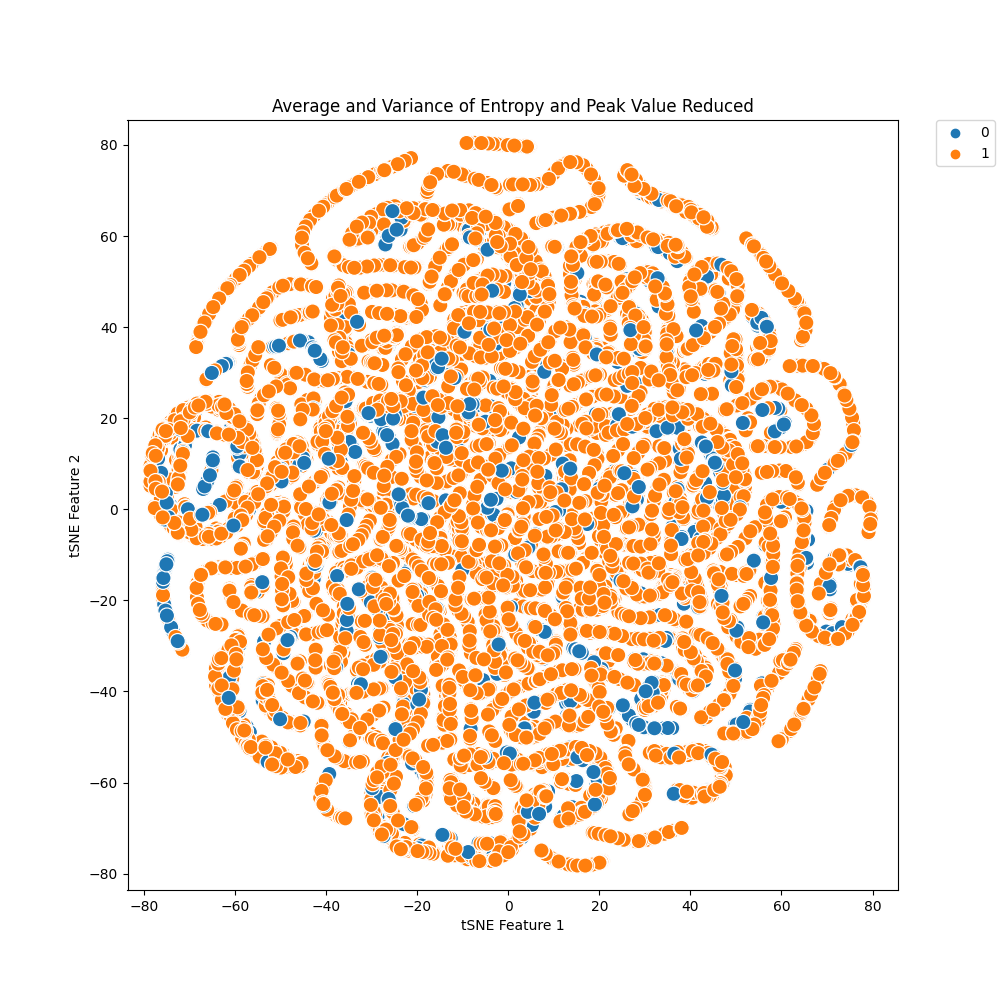 Average and Variance of Entropy and Peak Value Reduced
0
1
80
60
40
20
0
−20
−40
−60
−80
tSNE Feature 2
−80 −60 −40 −20 0 20 40 60 80
tSNE Feature 1